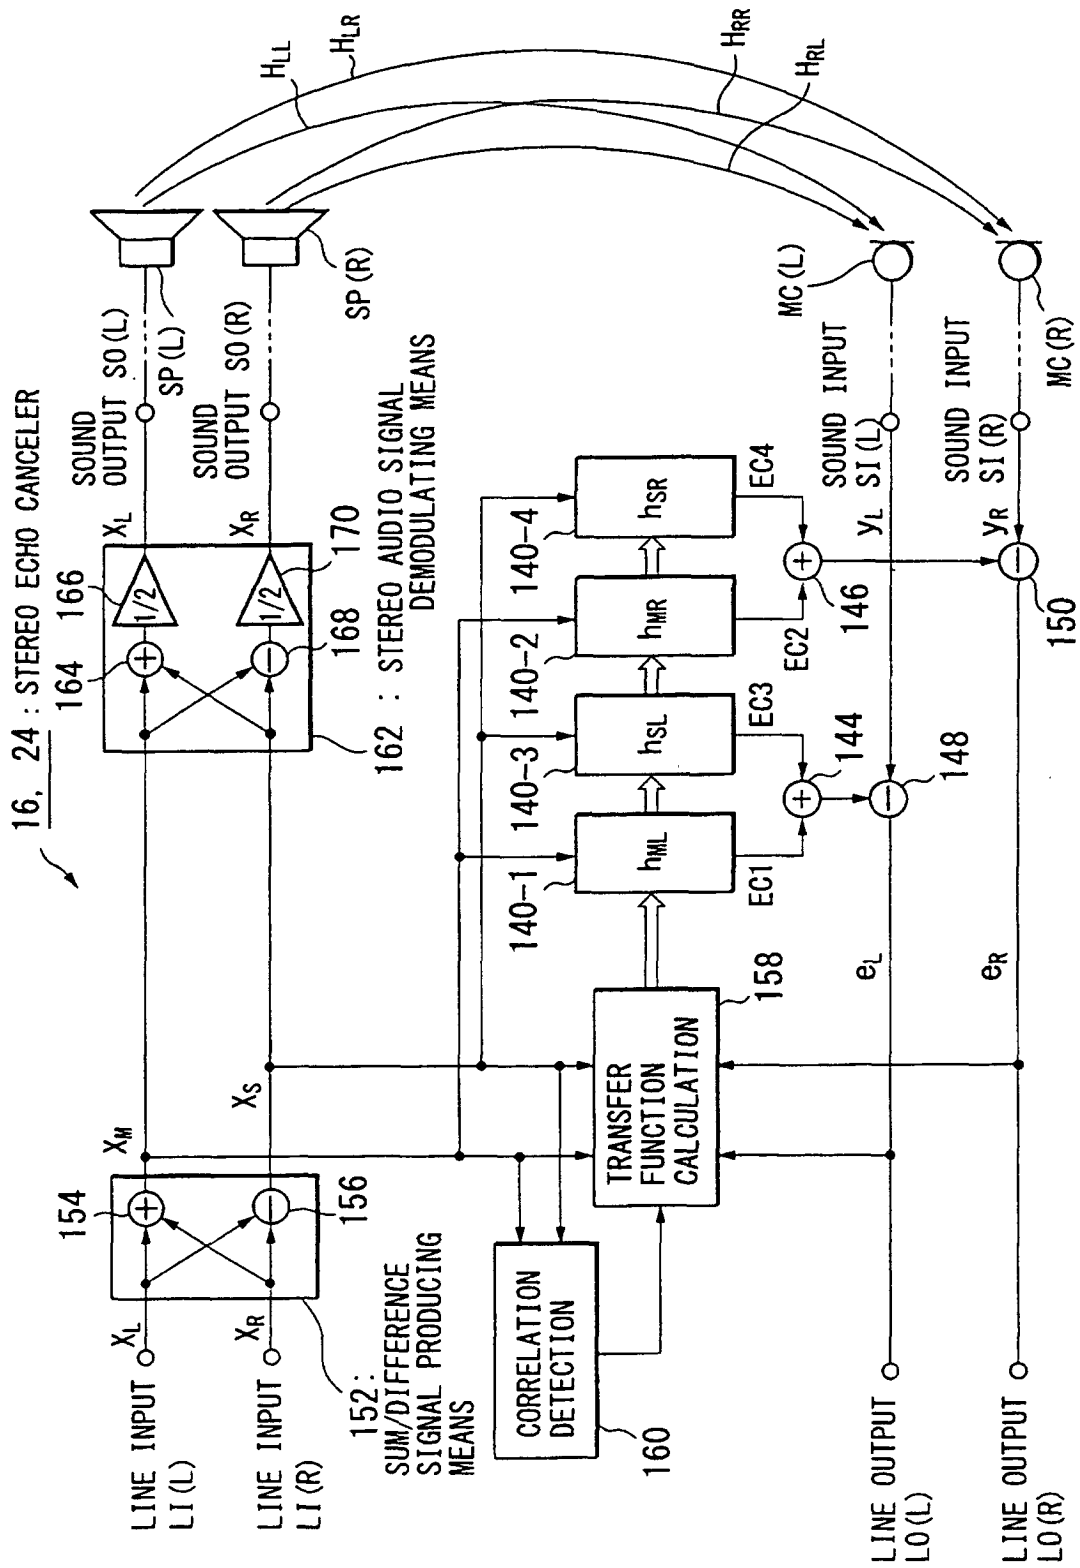 16, 24 : STEREO ECHO CANCELER
LINE INPUT
LI(L)
LINE INPUT
LI(R)
XL
XR
154
+
−
156
152:
SUM/DIFFERENCE
SIGNAL PRODUCING
MEANS
XM
XS
164
+
−
168
166
1/2
1/2
170
162 : STEREO AUDIO SIGNAL
DEMODULATING MEANS
XL
XR
SOUND
OUTPUT SO(L)
SOUND
OUTPUT SO(R)
SP(L)
SP(R)
HLL
HLR
HRR
HRL
CORRELATION
DETECTION
160
TRANSFER
FUNCTION
CALCULATION
158
140-1
hML
140-3
hSL
140-2
hMR
140-4
hSR
EC1
EC3
EC2
EC4
+
144
+
146
−
148
−
150
eL
eR
yL
yR
SOUND INPUT
SI(L)
SOUND INPUT
SI(R)
MC(L)
MC(R)
LINE OUTPUT
LO(L)
LINE OUTPUT
LO(R)